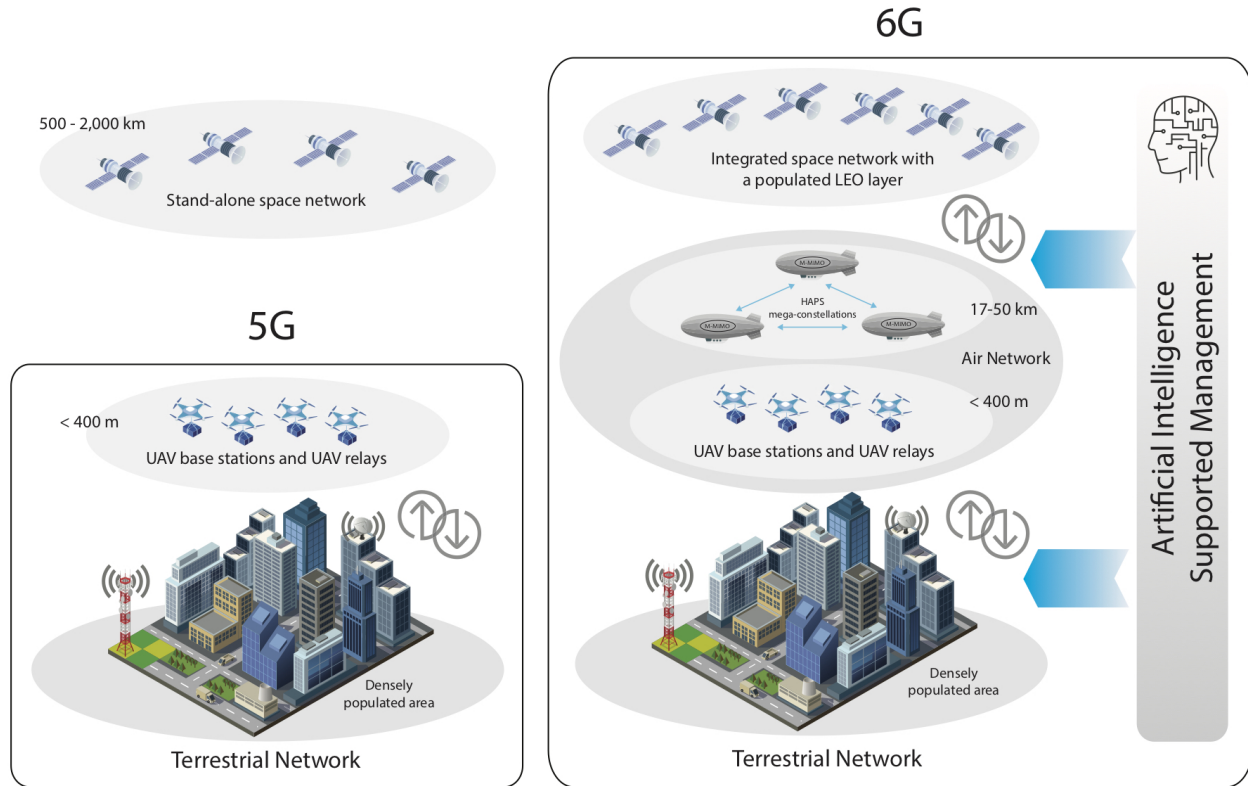 500 - 2,000 km
Stand-alone space network
5G
< 400 m
UAV base stations and UAV relays
Densely
populated area
Terrestrial Network
6G
Integrated space network with
a populated LEO layer
M-MIMO
HAPS
mega-constellations
M-MIMO
M-MIMO
17-50 km
Air Network
< 400 m
UAV base stations and UAV relays
Densely
populated area
Terrestrial Network
Artificial Intelligence
Supported Management